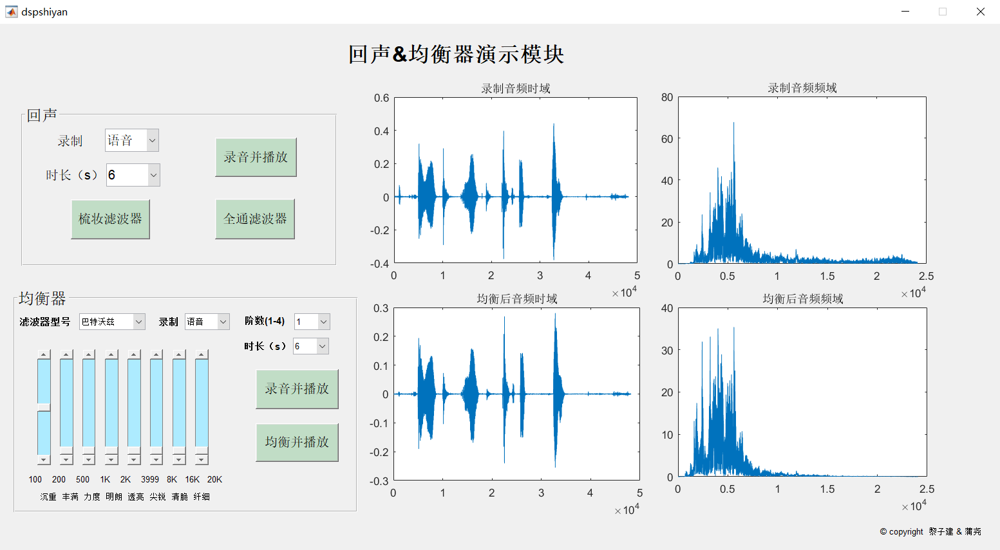 dspshiyan
回声&均衡器演示模块
回声
录制 语音
时长（s） 6
录音并播放
梳妆滤波器
全通滤波器
均衡器
滤波器型号 巴特沃兹 录制 语音 阶数(1-4) 1
时长（s） 6
录音并播放
均衡并播放
100 200 500 1K 2K 3999 8K 16K 20K
沉重 丰满 力度 明朗 透亮 尖锐 清脆 纤细
录制音频时域
0.6
0.4
0.2
0
-0.2
-0.4
0 1 2 3 4 5
×10^4
录制音频频域
80
60
40
20
0
0 0.5 1 1.5 2 2.5
×10^4
均衡后音频时域
0.3
0.2
0.1
0
-0.1
-0.2
-0.3
0 1 2 3 4 5
×10^4
均衡后音频频域
40
30
20
10
0
0 0.5 1 1.5 2 2.5
×10^4
© copyright 黎子建 & 蒲尧